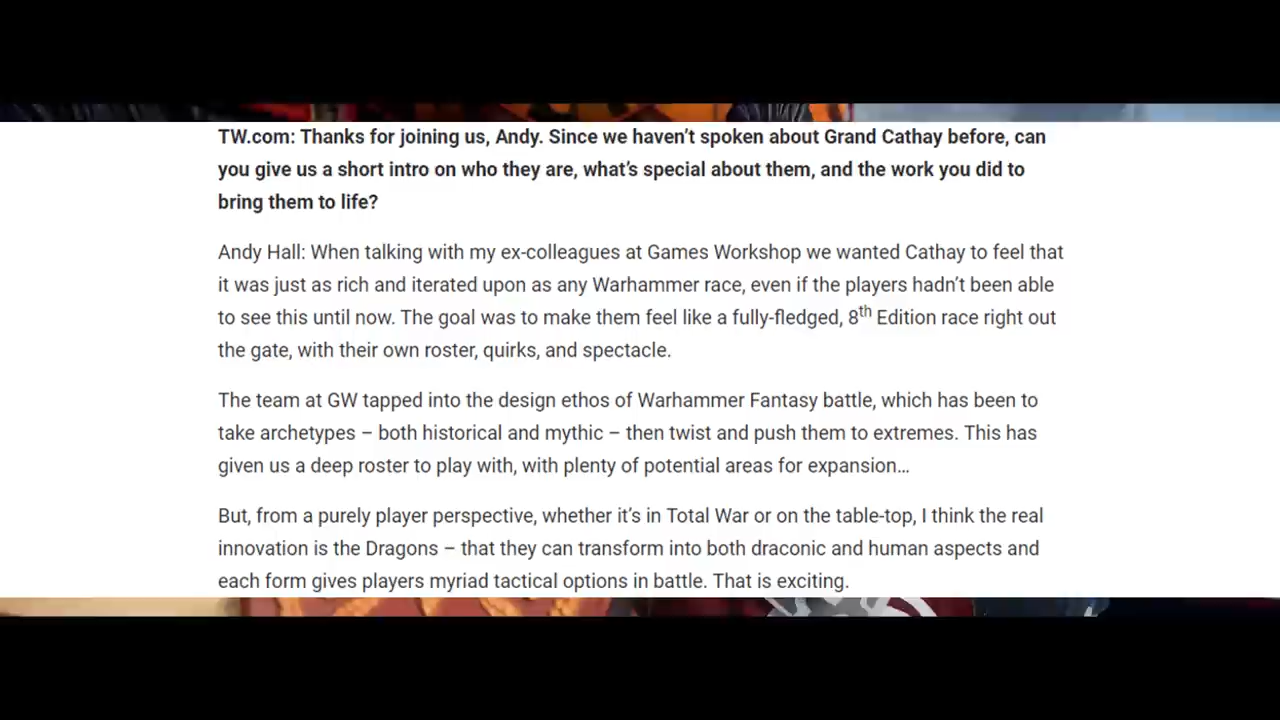 TW.com: Thanks for joining us, Andy. Since we haven’t spoken about Grand Cathay before, can
you give us a short intro on who they are, what’s special about them, and the work you did to
bring them to life?
Andy Hall: When talking with my ex-colleagues at Games Workshop we wanted Cathay to feel that
it was just as rich and iterated upon as any Warhammer race, even if the players hadn’t been able
to see this until now. The goal was to make them feel like a fully-fledged, 8th Edition race right out
the gate, with their own roster, quirks, and spectacle.
The team at GW tapped into the design ethos of Warhammer Fantasy battle, which has been to
take archetypes – both historical and mythic – then twist and push them to extremes. This has
given us a deep roster to play with, with plenty of potential areas for expansion…
But, from a purely player perspective, whether it’s in Total War or on the table-top, I think the real
innovation is the Dragons – that they can transform into both draconic and human aspects and
each form gives players myriad tactical options in battle. That is exciting.